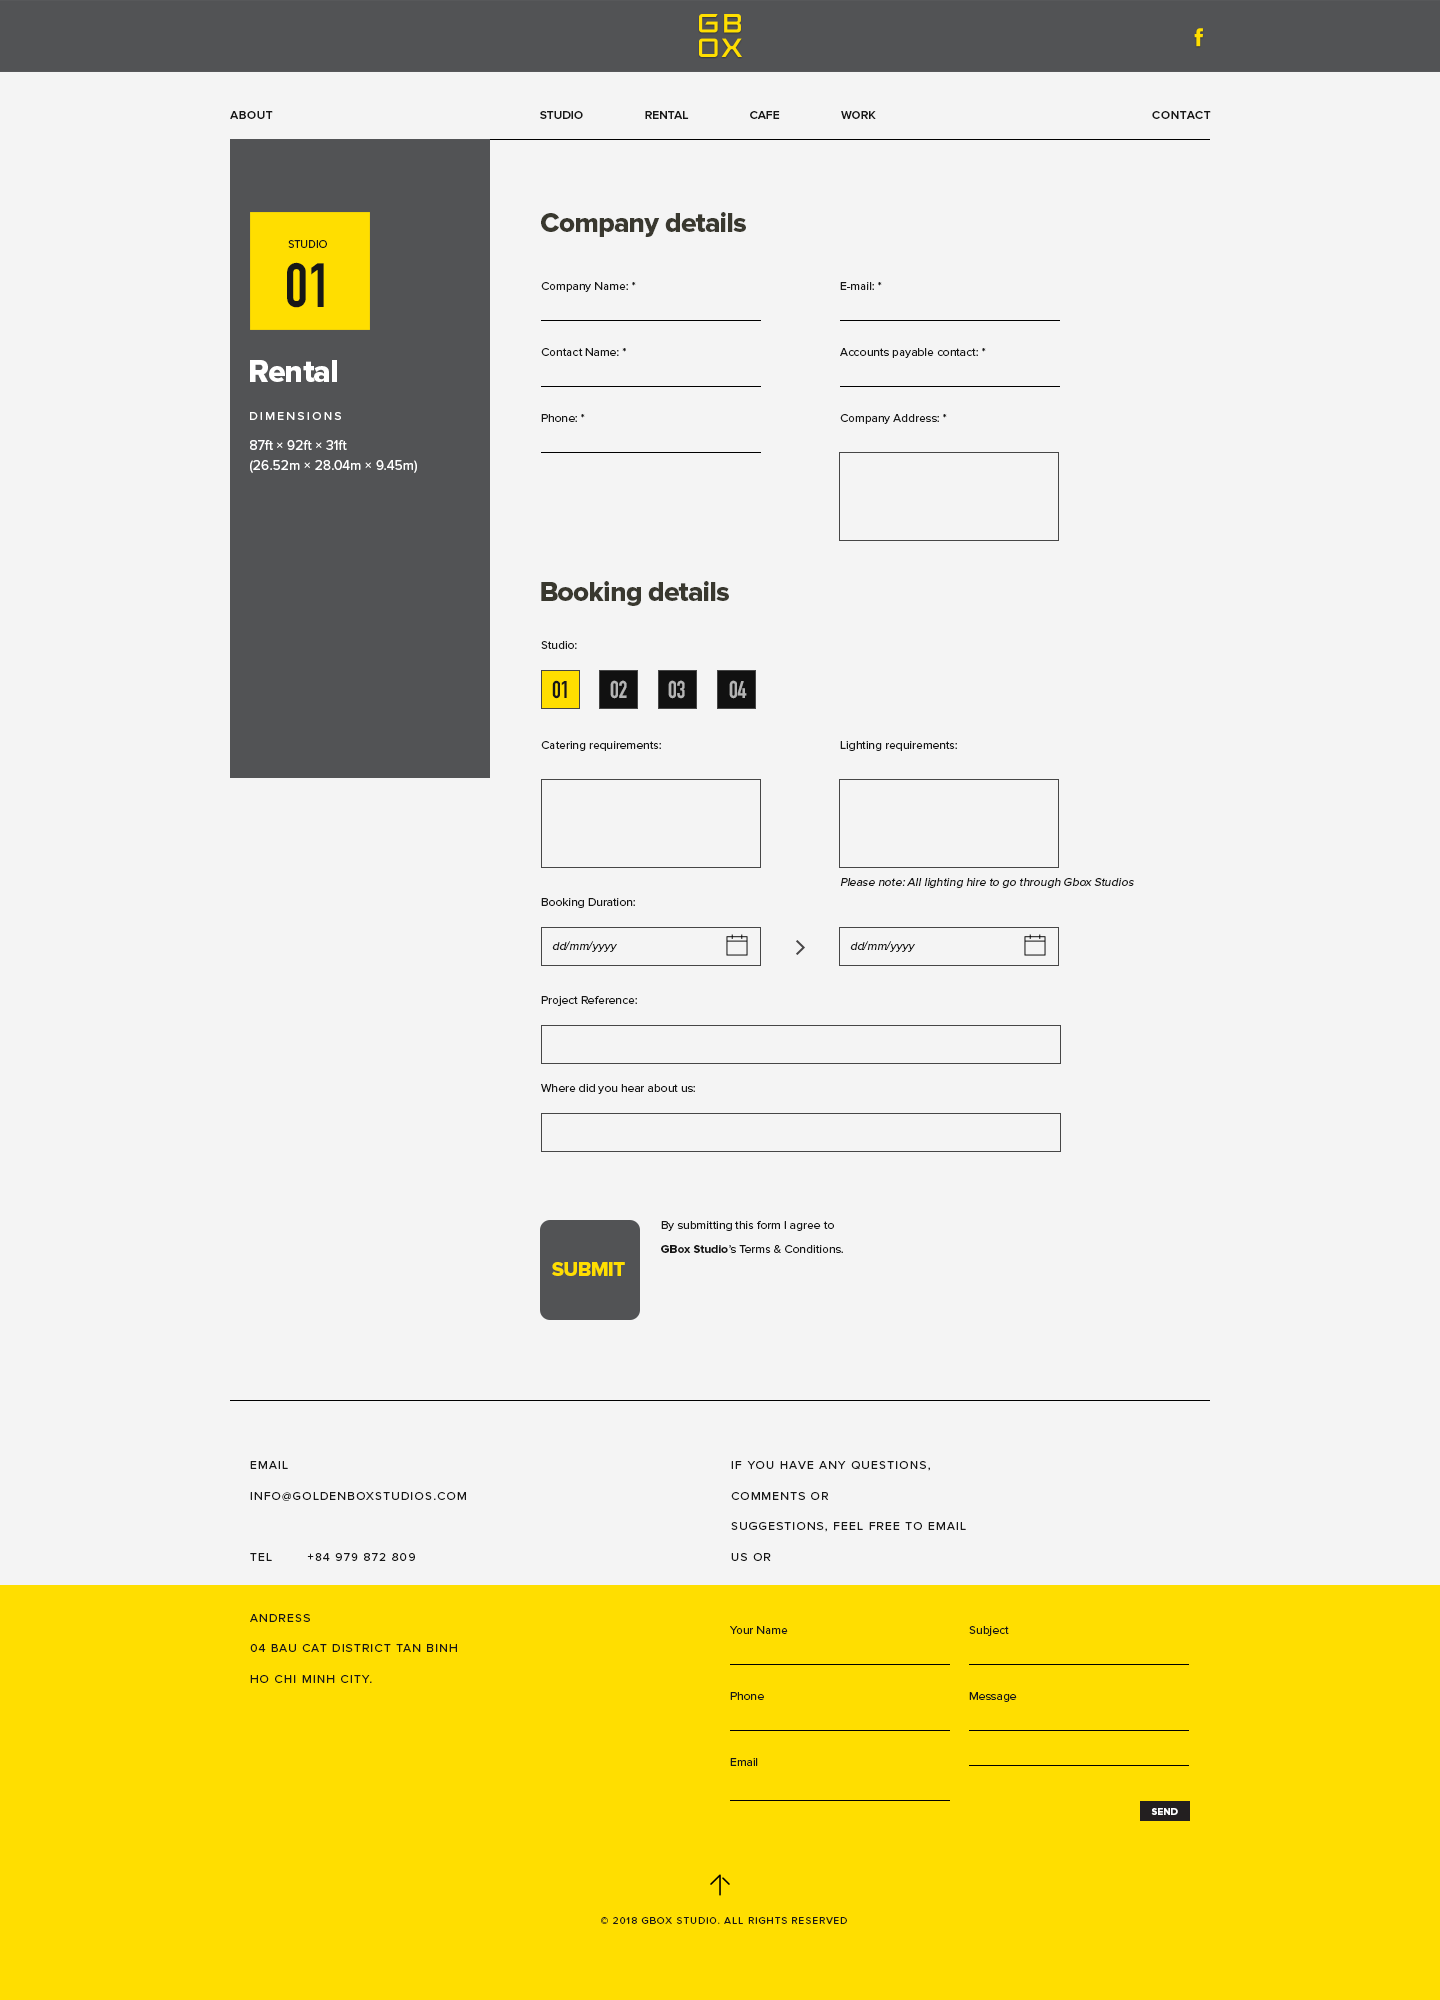 GB
OX
f
ABOUT
STUDIO
RENTAL
CAFE
WORK
CONTACT
STUDIO
01
Rental
DIMENSIONS
87ft × 92ft × 31ft
(26.52m × 28.04m × 9.45m)
Company details
Company Name: *
E-mail: *
Contact Name: *
Accounts payable contact: *
Phone: *
Company Address: *
Booking details
Studio:
01
02
03
04
Catering requirements:
Lighting requirements:
Please note: All lighting hire to go through Gbox Studios
Booking Duration:
dd/mm/yyyy
dd/mm/yyyy
Project Reference:
Where did you hear about us:
SUBMIT
By submitting this form I agree to
GBox Studio's Terms & Conditions.
EMAIL
INFO@GOLDENBOXSTUDIOS.COM
TEL +84 979 872 809
ANDRESS
04 BAU CAT DISTRICT TAN BINH
HO CHI MINH CITY.
IF YOU HAVE ANY QUESTIONS,
COMMENTS OR
SUGGESTIONS, FEEL FREE TO EMAIL
US OR
Your Name
Subject
Phone
Message
Email
SEND
© 2018 GBOX STUDIO. ALL RIGHTS RESERVED